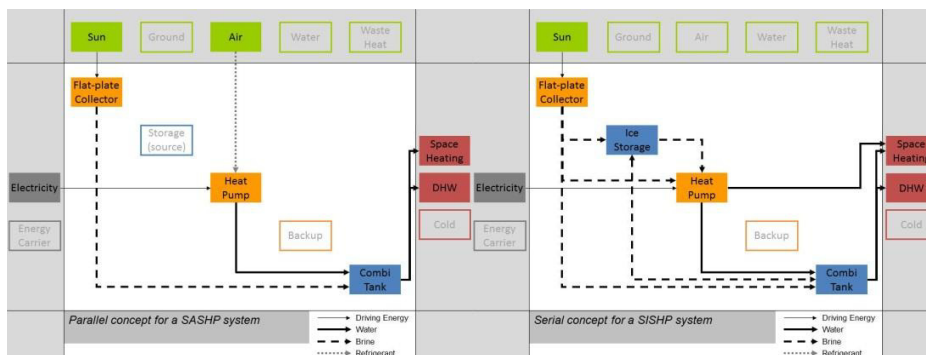 Sun
Ground
Air
Water
Waste
Heat
Flat-plate
Collector
Storage
(source)
Space
Heating
Electricity
Heat
Pump
DHW
Energy
Carrier
Backup
Cold
Combi
Tank
Parallel concept for a SASHP system
Driving Energy
Water
Brine
Refrigerant
Sun
Ground
Air
Water
Waste
Heat
Flat-plate
Collector
Ice
Storage
Space
Heating
Electricity
Heat
Pump
DHW
Energy
Carrier
Backup
Cold
Combi
Tank
Serial concept for a SISHP system
Driving Energy
Water
Brine
Refrigerant